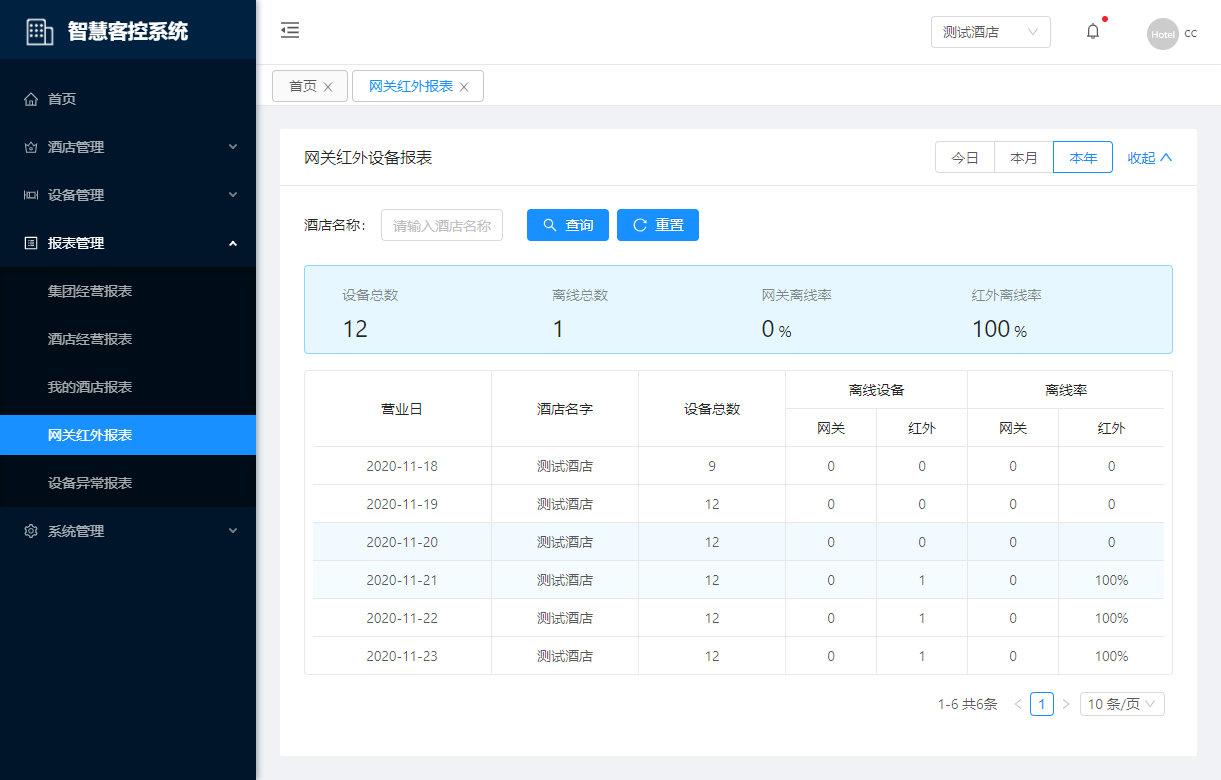 智慧客控系统
首页
酒店管理
设备管理
报表管理
集团经营报表
酒店经营报表
我的酒店报表
网关红外报表
设备异常报表
系统管理
测试酒店
Hotel cc
首页 网关红外报表
网关红外设备报表 今日 本月 本年 收起
酒店名称: 请输入酒店名称 查询 重置
设备总数 离线总数 网关离线率 红外离线率
12 1 0 % 100 %
营业日 酒店名字 设备总数 离线设备 离线率
网关 红外 网关 红外
2020-11-18 测试酒店 9 0 0 0 0
2020-11-19 测试酒店 12 0 0 0 0
2020-11-20 测试酒店 12 0 0 0 0
2020-11-21 测试酒店 12 0 1 0 100%
2020-11-22 测试酒店 12 0 1 0 100%
2020-11-23 测试酒店 12 0 1 0 100%
1-6 共6条 < 1 > 10 条/页